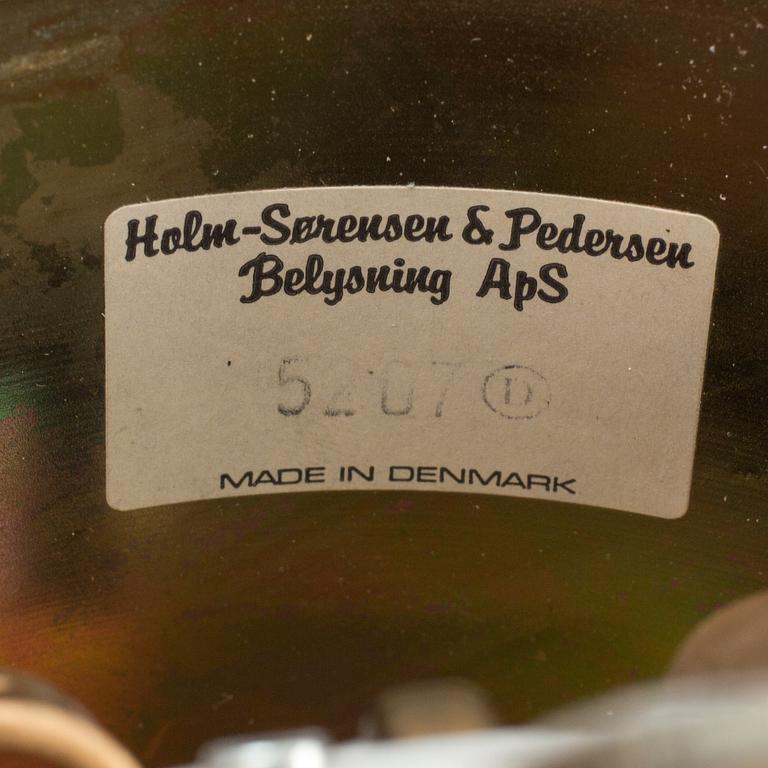 Holm-Sørensen & Pedersen
Belysning ApS
5207 D
MADE IN DENMARK